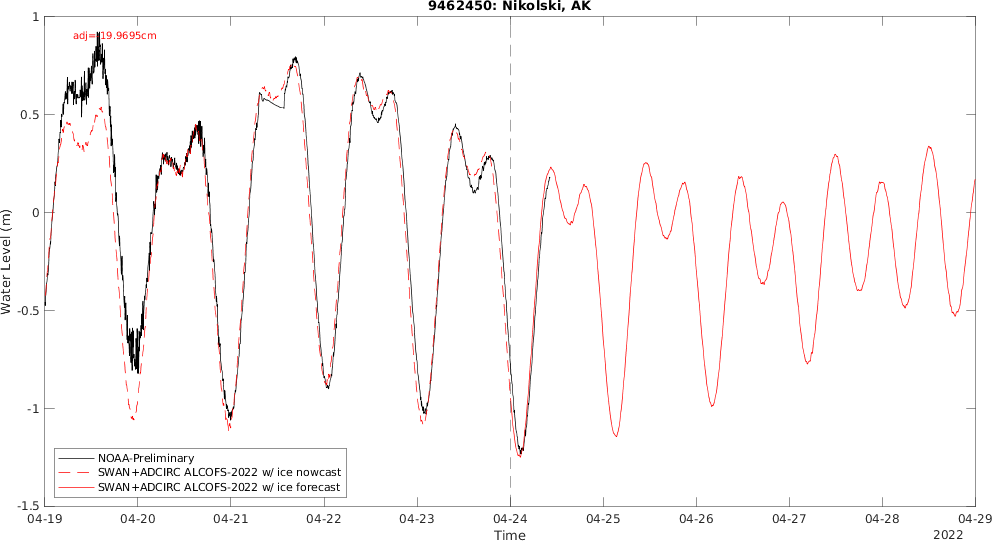 9462450: Nikolski, AK
adj=-19.9695cm
1
0.5
0
-0.5
-1
-1.5
Water Level (m)
NOAA-Preliminary
SWAN+ADCIRC ALCOFS-2022 w/ ice nowcast
SWAN+ADCIRC ALCOFS-2022 w/ ice forecast
04-19 04-20 04-21 04-22 04-23 04-24 04-25 04-26 04-27 04-28 04-29
Time
2022